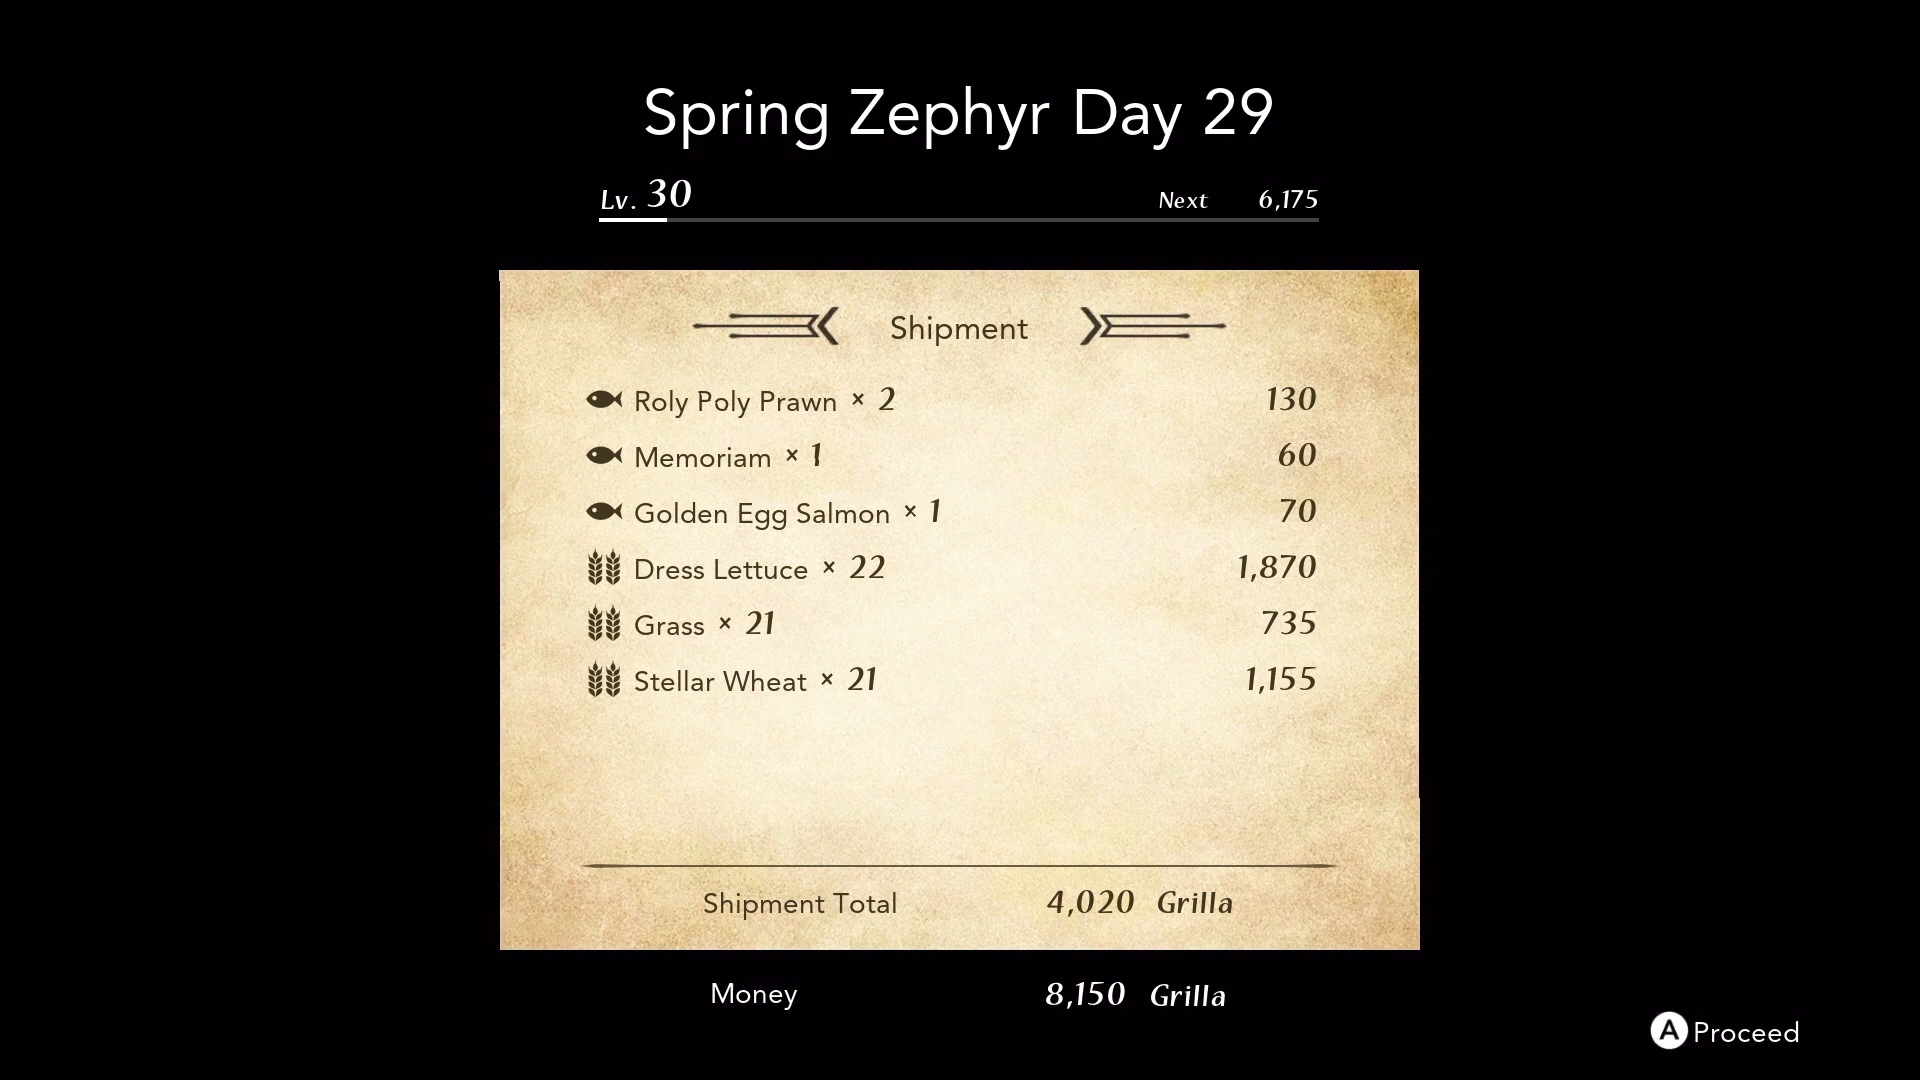 Spring Zephyr Day 29
Lv. 30 Next 6,175
Shipment
Roly Poly Prawn × 2 130
Memoriam × 1 60
Golden Egg Salmon × 1 70
Dress Lettuce × 22 1,870
Grass × 21 735
Stellar Wheat × 21 1,155
Shipment Total 4,020 Grilla
Money 8,150 Grilla
A Proceed